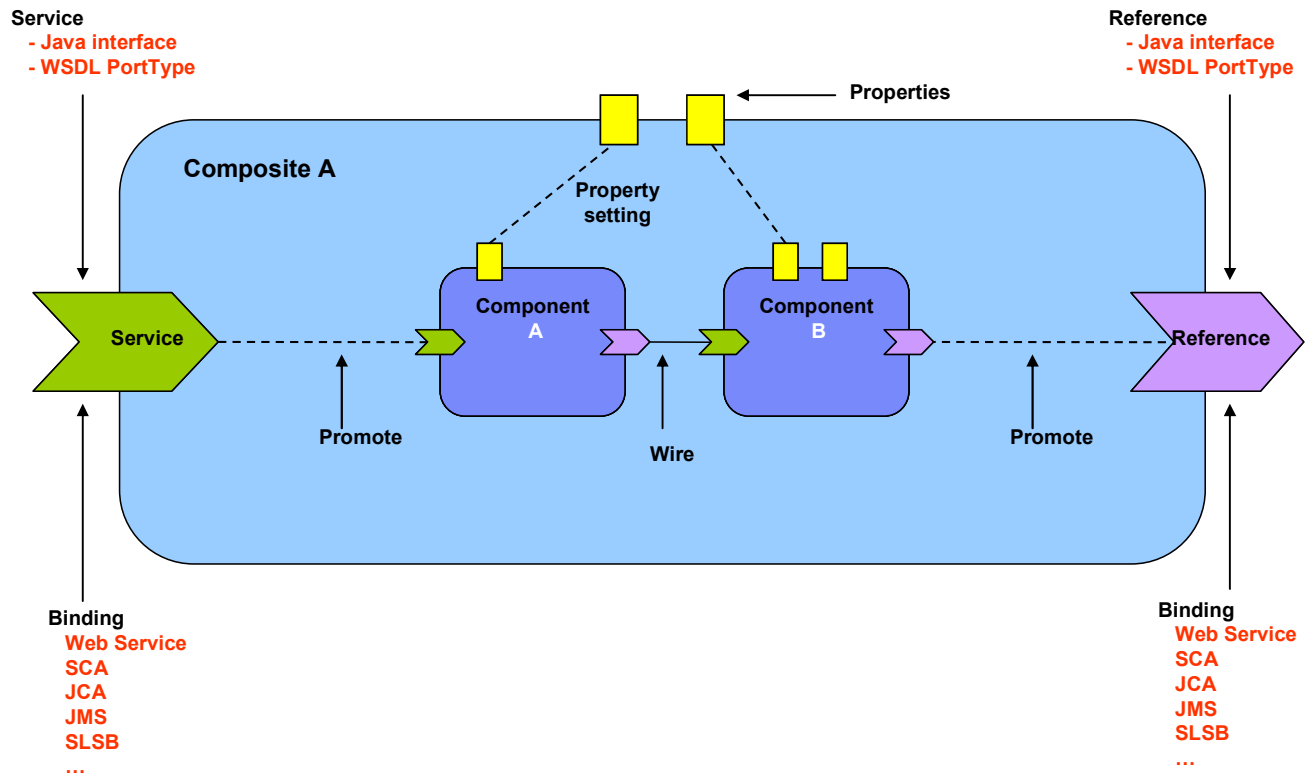 Service
- Java interface
- WSDL PortType
Reference
- Java interface
- WSDL PortType
Properties
Composite A
Property
setting
Component
A
Component
B
Service
Reference
Promote
Wire
Promote
Binding
Web Service
SCA
JCA
JMS
SLSB
…
Binding
Web Service
SCA
JCA
JMS
SLSB
…